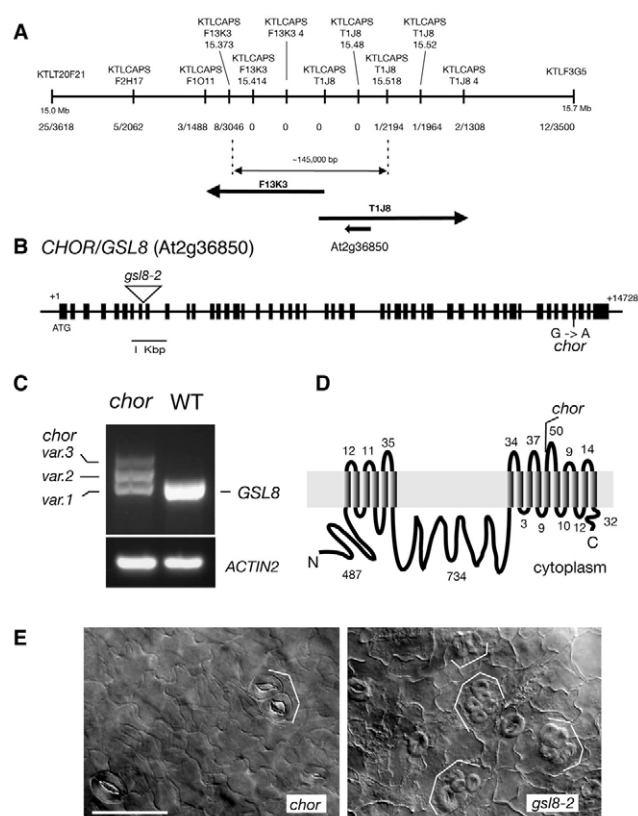 A
KTLT20F21
KTLCAPS F2H17
KTLCAPS F1O11
KTLCAPS F13K3 15.373
KTLCAPS F13K3 15.414
KTLCAPS F13K3 4
KTLCAPS T1J8
KTLCAPS T1J8 15.48
KTLCAPS T1J8 15.518
KTLCAPS T1J8 15.52
KTLCAPS T1J8 4
KTLF3G5
15.0 Mb
15.7 Mb
25/3618 5/2062 3/1488 8/3046 0 0 0 0 1/2194 1/1964 2/1308 12/3500
~145,000 bp
F13K3
T1J8
At2g36850
B CHOR/GSL8 (At2g36850)
gsl8-2
+1
+14728
ATG
G -> A
I Kbp
chor
C
chor WT
chor
var.3
var.2
var.1
GSL8
ACTIN2
D
chor
12 11 35 34 37 50 9 14
3 9 10 12 32
N
C
487
734
cytoplasm
E
chor
gsl8-2